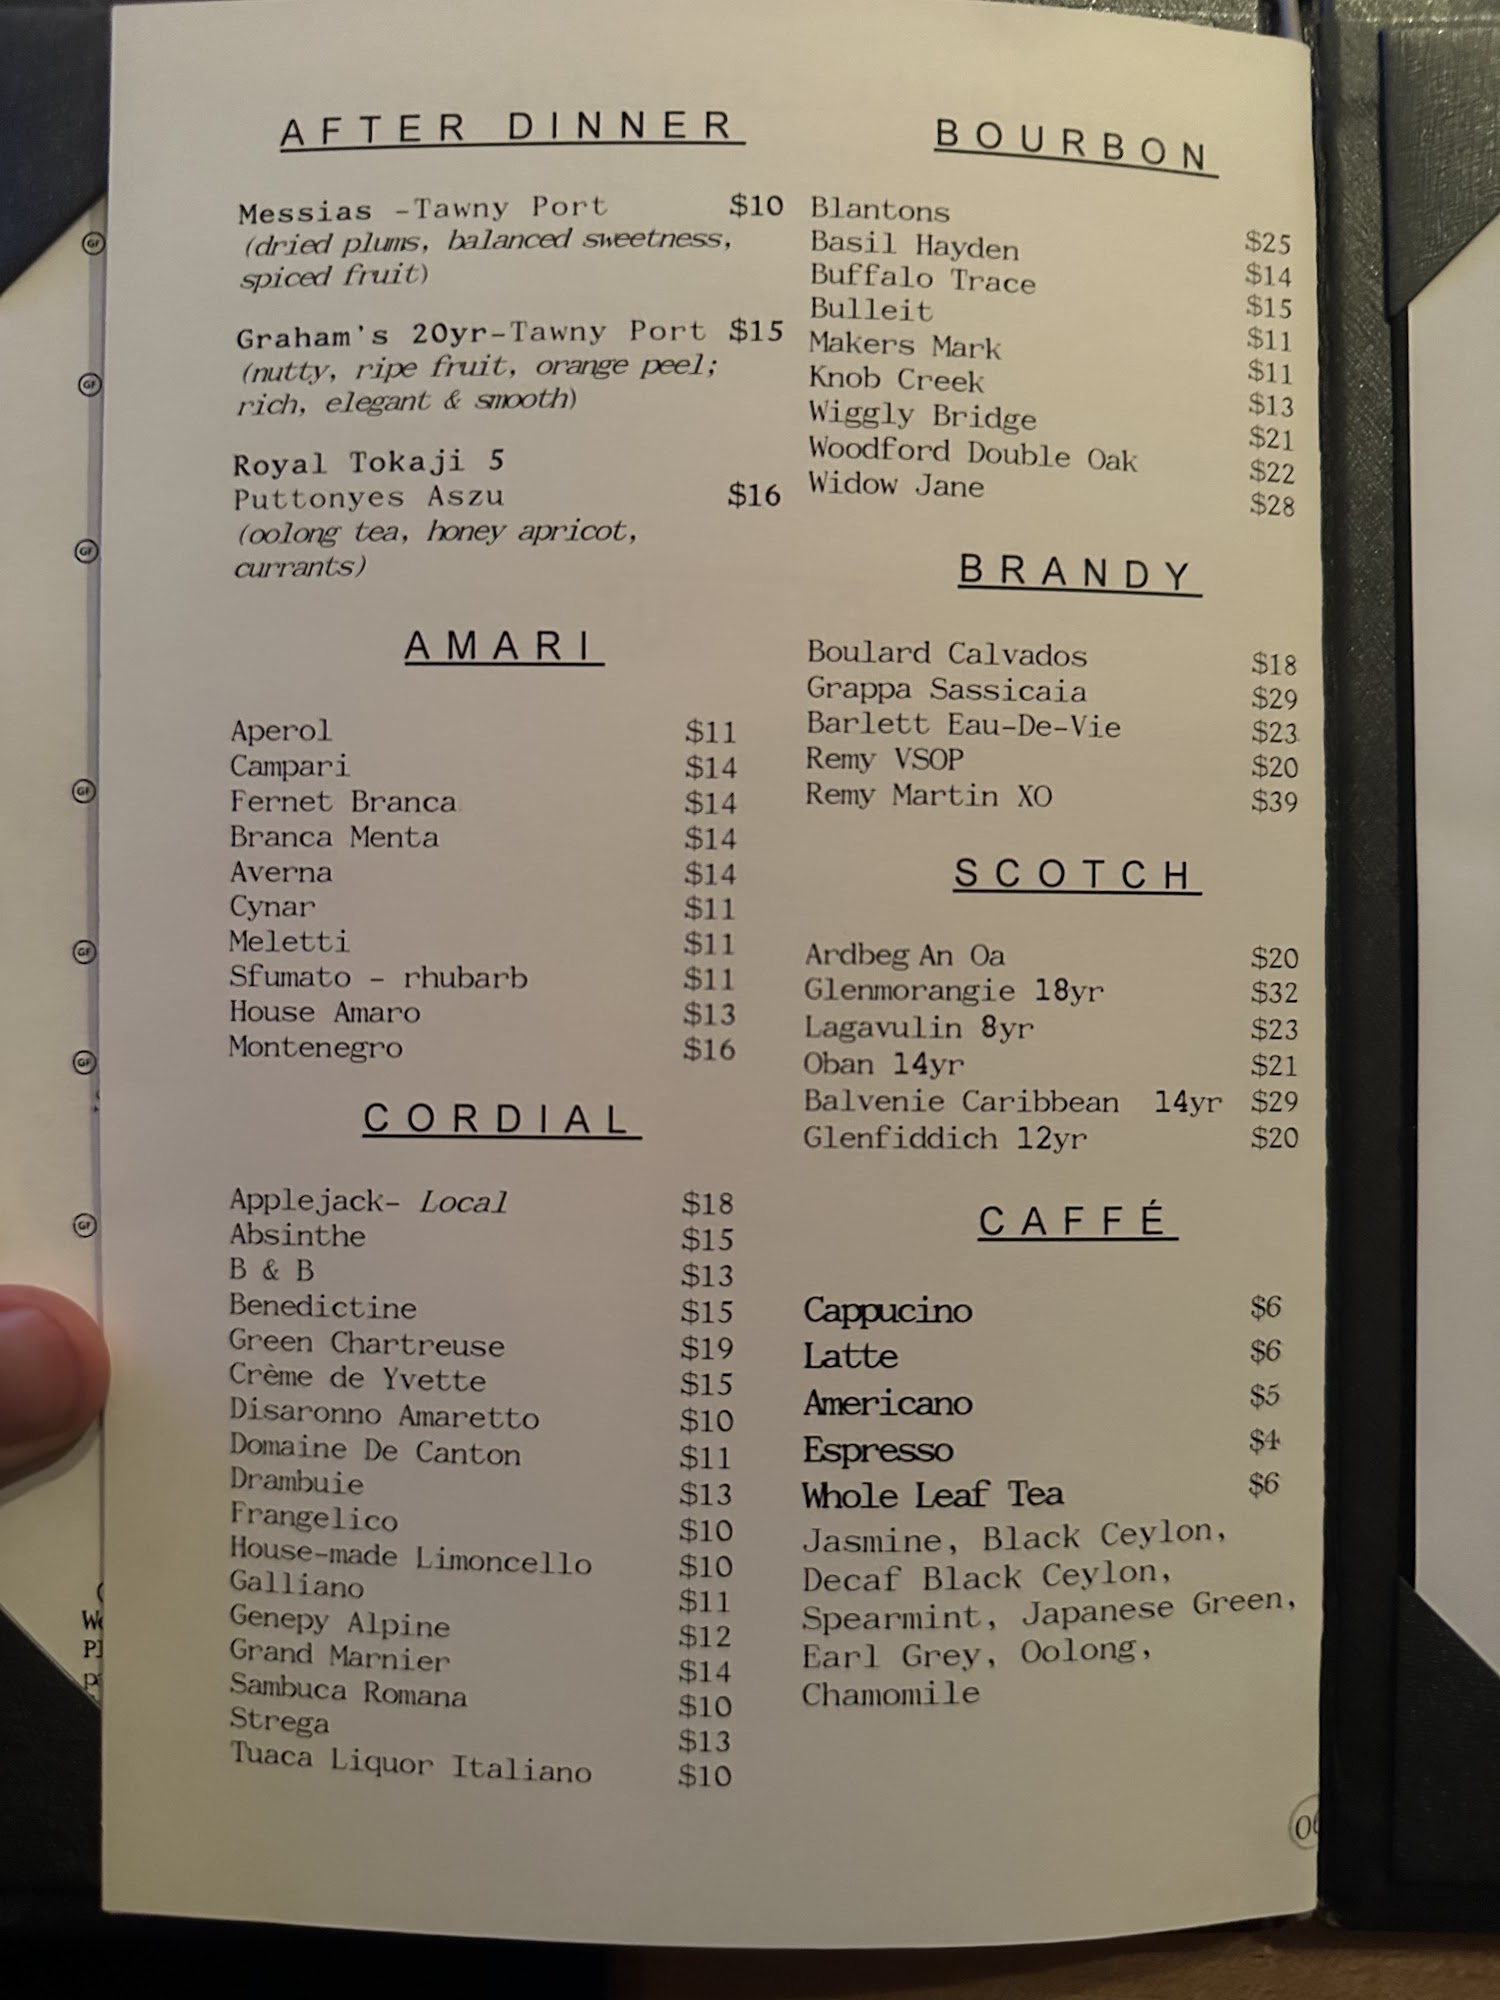 AFTER DINNER
Messias -Tawny Port $10
(dried plums, balanced sweetness,
spiced fruit)
Graham's 20yr-Tawny Port $15
(nutty, ripe fruit, orange peel;
rich, elegant & smooth)
Royal Tokaji 5
Puttonyes Aszu $16
(oolong tea, honey apricot,
currants)
AMARI
Aperol $11
Campari $14
Fernet Branca $14
Branca Menta $14
Averna $14
Cynar $11
Meletti $11
Sfumato - rhubarb $11
House Amaro $13
Montenegro $16
CORDIAL
Applejack- Local $18
Absinthe $15
B & B $13
Benedictine $15
Green Chartreuse $19
Crème de Yvette $15
Disaronno Amaretto $10
Domaine De Canton $11
Drambuie $13
Frangelico $10
House-made Limoncello $10
Galliano $11
Genepy Alpine $12
Grand Marnier $14
Sambuca Romana $10
Strega $13
Tuaca Liquor Italiano $10
BOURBON
Blantons $25
Basil Hayden $14
Buffalo Trace $15
Bulleit $11
Makers Mark $11
Knob Creek $13
Wiggly Bridge $21
Woodford Double Oak $22
Widow Jane $28
BRANDY
Boulard Calvados $18
Grappa Sassicaia $29
Barlett Eau-De-Vie $23
Remy VSOP $20
Remy Martin XO $39
SCOTCH
Ardbeg An Oa $20
Glenmorangie 18yr $32
Lagavulin 8yr $23
Oban 14yr $21
Balvenie Caribbean 14yr $29
Glenfiddich 12yr $20
CAFFÉ
Cappucino $6
Latte $6
Americano $5
Espresso $4
Whole Leaf Tea $6
Jasmine, Black Ceylon,
Decaf Black Ceylon,
Spearmint, Japanese Green,
Earl Grey, Oolong,
Chamomile
GF
GF
GF
GF
GF
GF
GF